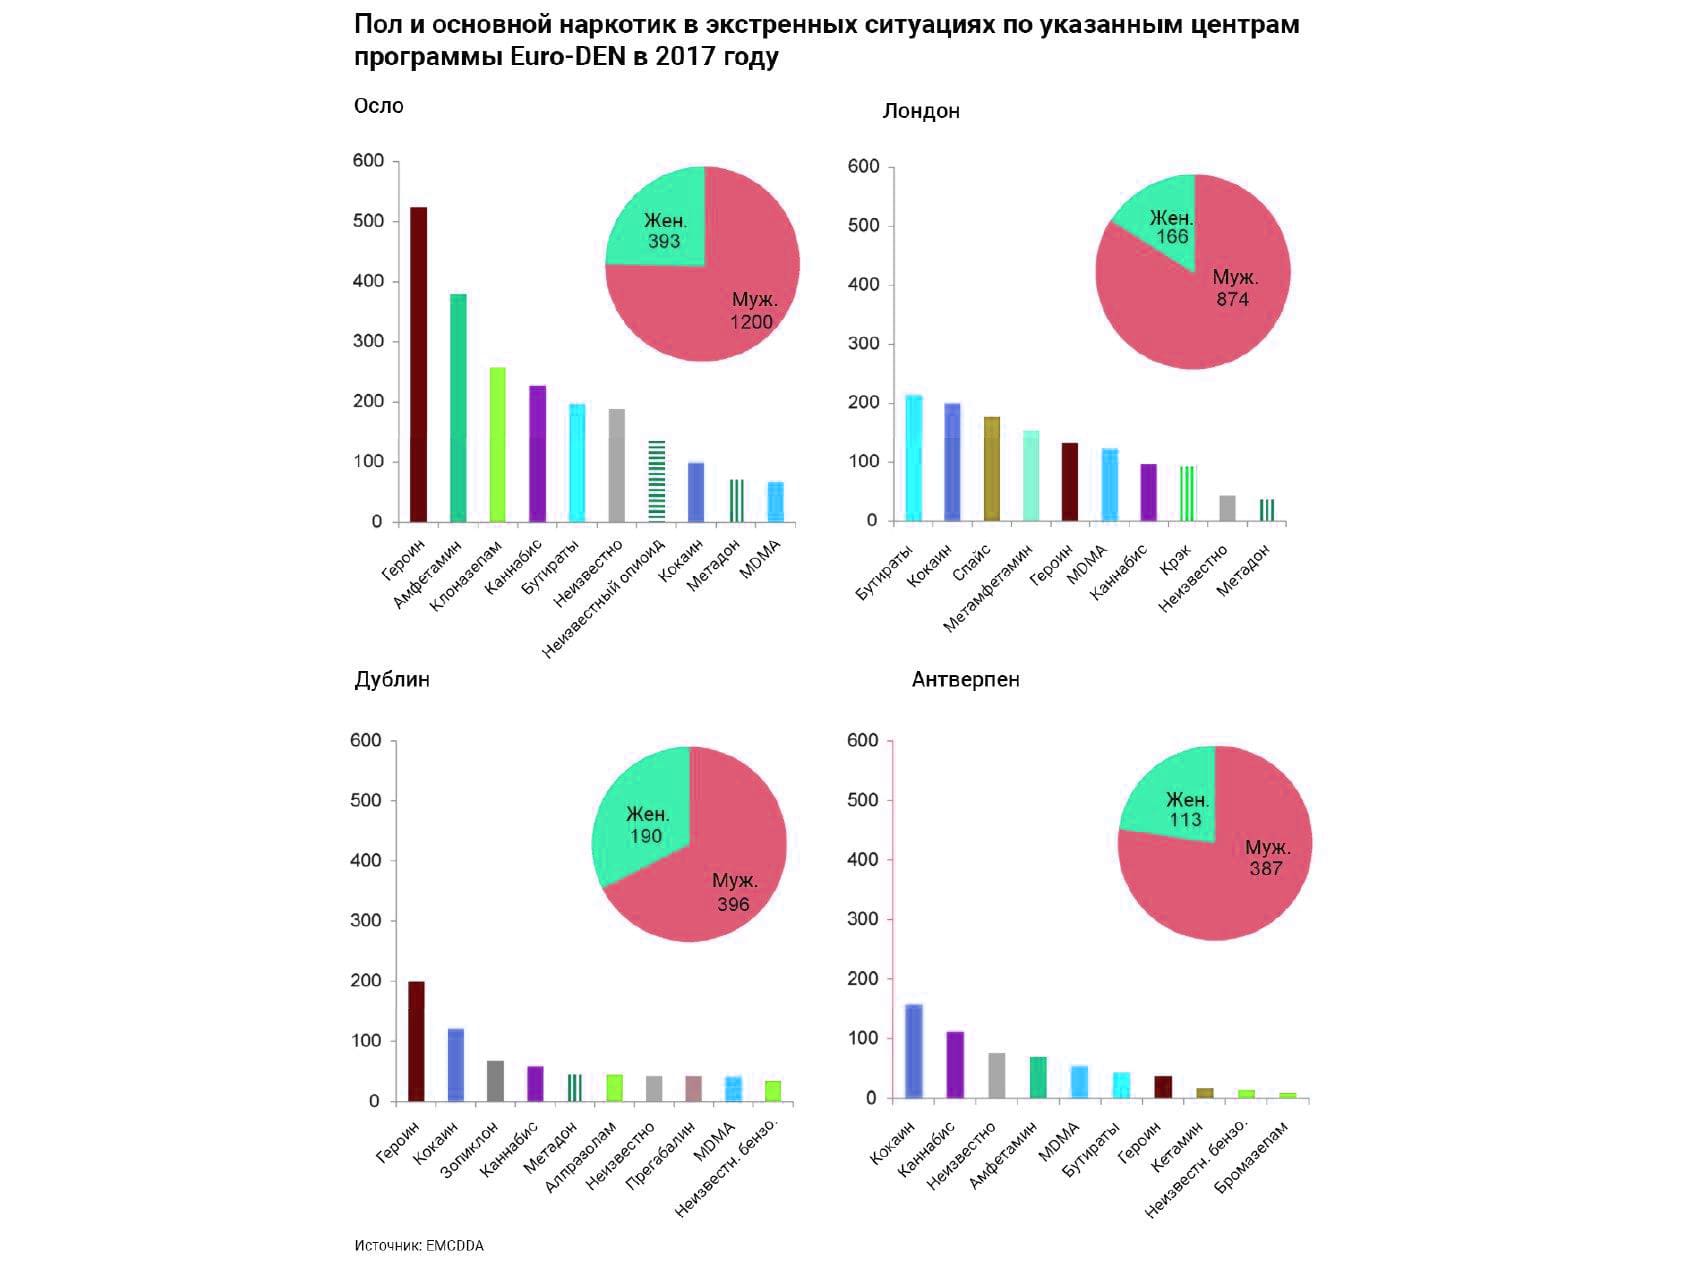 Пол и основной наркотик в экстренных ситуациях по указанным центрам
программы Euro-DEN в 2017 году
Осло
600
500
400
300
200
100
0
Жен.
393
Муж.
1200
Героин
Амфетамин
Клоназепам
Каннабис
Бутираты
Неизвестно
Неизвестный опиоид
Кокаин
Метадон
MDMA
Лондон
600
500
400
300
200
100
0
Жен.
166
Муж.
874
Бутираты
Кокаин
Спайс
Метамфетамин
Героин
MDMA
Каннабис
Крэк
Неизвестно
Метадон
Дублин
600
500
400
300
200
100
0
Жен.
190
Муж.
396
Героин
Кокаин
Зопиклон
Каннабис
Метадон
Алпразолам
Неизвестно
Прегабалин
MDMA
Неизвестн. бензо.
Антверпен
600
500
400
300
200
100
0
Жен.
113
Муж.
387
Кокаин
Каннабис
Неизвестно
Амфетамин
MDMA
Бутираты
Героин
Кетамин
Неизвестн. бензо.
Бромазепам
Источник: EMCDDA